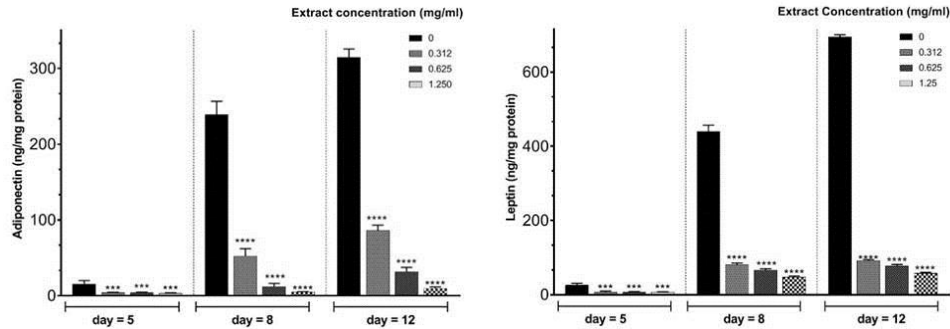 Extract concentration (mg/ml)
0
0.312
0.625
1.250
Adiponectin (ng/mg protein)
300
200
100
0
****
****
****
****
****
****
*** *** ***
day = 5
day = 8
day = 12
Extract Concentration (mg/ml)
0
0.312
0.625
1.25
Leptin (ng/mg protein)
600
400
200
0
*** *** ***
**** **** ****
**** **** ****
day = 5
day = 8
day = 12